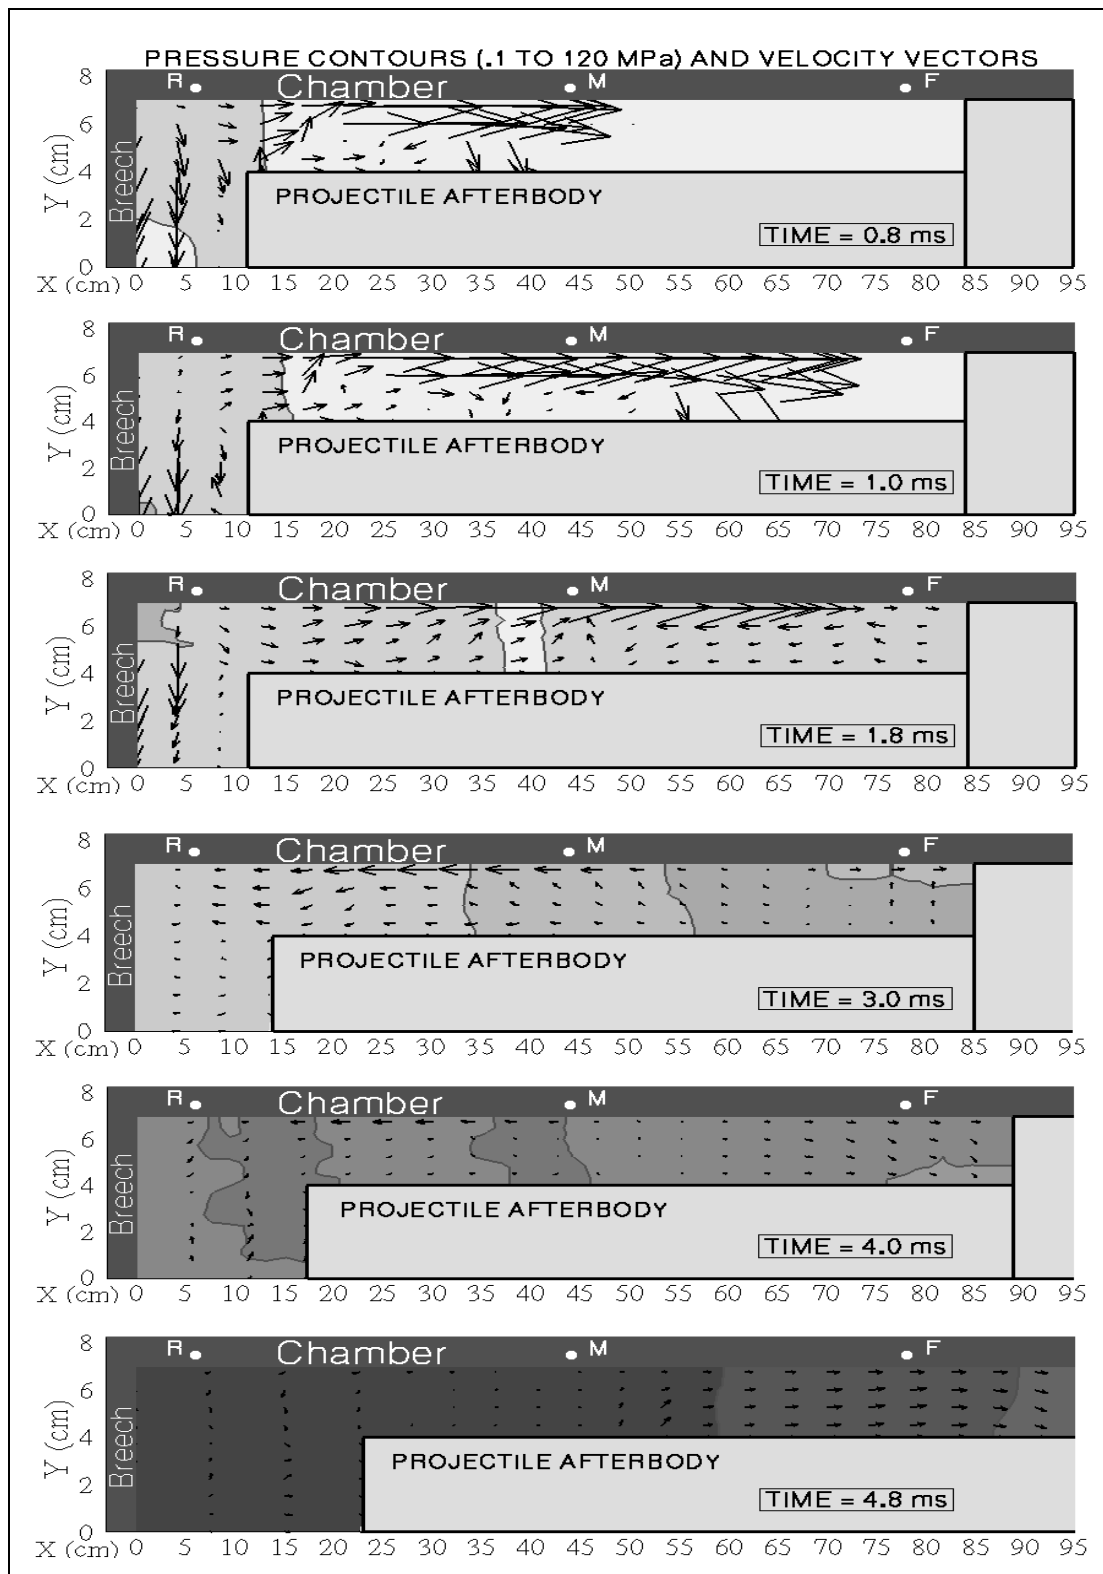 PRESSURE CONTOURS (.1 TO 120 MPa) AND VELOCITY VECTORS
8 R Chamber M F
6
4
2
0
Y (cm)
Breech
PROJECTILE AFTERBODY
TIME = 0.8 ms
X (cm) 0 5 10 15 20 25 30 35 40 45 50 55 60 65 70 75 80 85 90 95
8 R Chamber M F
6
4
2
0
Y (cm)
Breech
PROJECTILE AFTERBODY
TIME = 1.0 ms
X (cm) 0 5 10 15 20 25 30 35 40 45 50 55 60 65 70 75 80 85 90 95
8 R Chamber M F
6
4
2
0
Y (cm)
Breech
PROJECTILE AFTERBODY
TIME = 1.8 ms
X (cm) 0 5 10 15 20 25 30 35 40 45 50 55 60 65 70 75 80 85 90 95
8 R Chamber M F
6
4
2
0
Y (cm)
Breech
PROJECTILE AFTERBODY
TIME = 3.0 ms
X (cm) 0 5 10 15 20 25 30 35 40 45 50 55 60 65 70 75 80 85 90 95
8 R Chamber M F
6
4
2
0
Y (cm)
Breech
PROJECTILE AFTERBODY
TIME = 4.0 ms
X (cm) 0 5 10 15 20 25 30 35 40 45 50 55 60 65 70 75 80 85 90 95
8 R Chamber M F
6
4
2
0
Y (cm)
Breech
PROJECTILE AFTERBODY
TIME = 4.8 ms
X (cm) 0 5 10 15 20 25 30 35 40 45 50 55 60 65 70 75 80 85 90 95